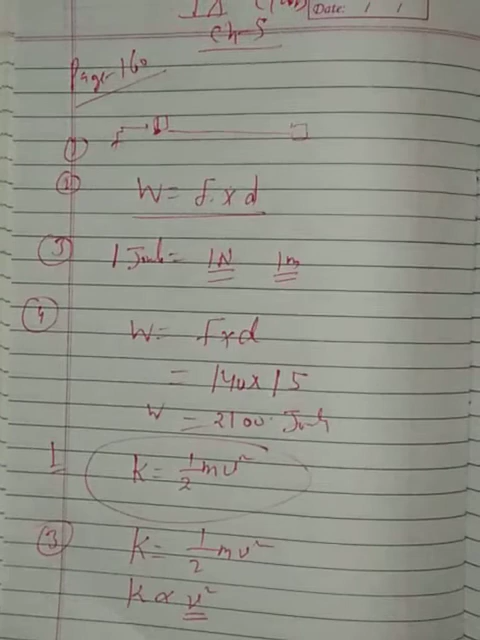 Date: / /
Ch-5
Page-160
①
②
W = F x d
③ 1 Joule = 1N 1m
④
W = F x d
= 140 x 15
W = 2100 Joule
1 K = 1/2 mv²
③ K = 1/2 mv²
K ∝ v²